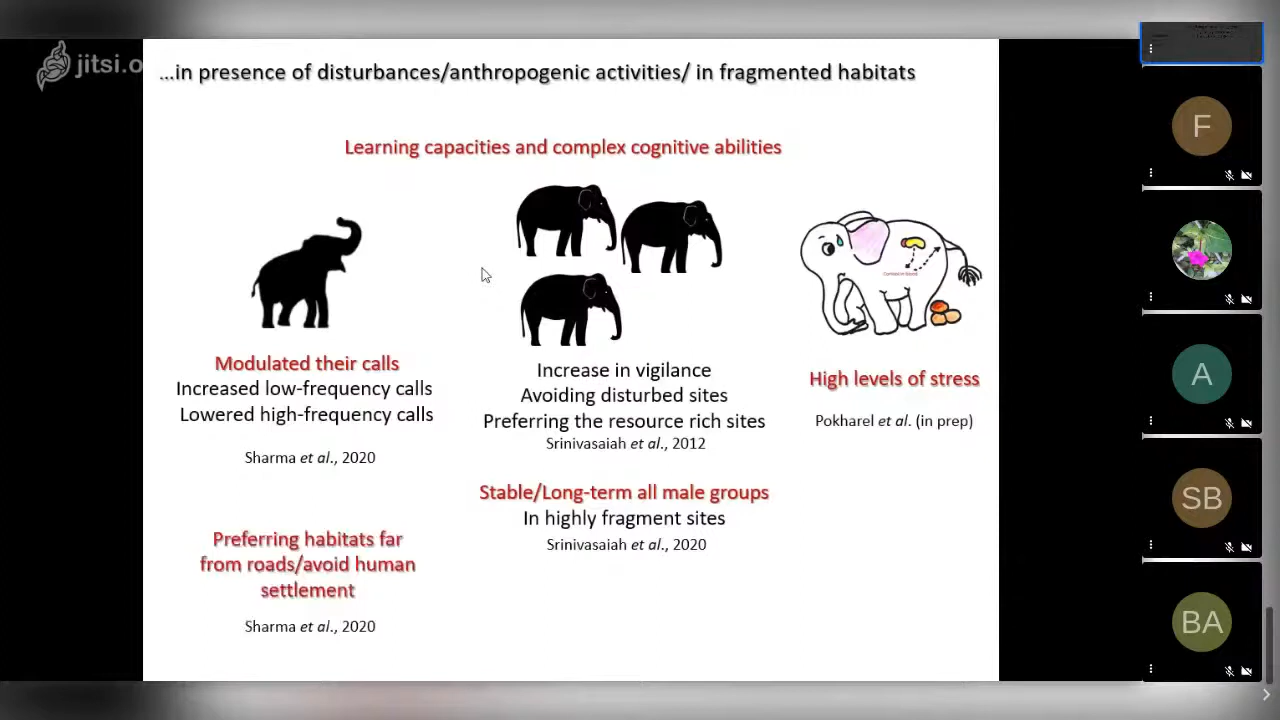 jitsi.o
...in presence of disturbances/anthropogenic activities/ in fragmented habitats
Learning capacities and complex cognitive abilities
Modulated their calls
Increased low-frequency calls
Lowered high-frequency calls
Sharma et al., 2020
Preferring habitats far
from roads/avoid human
settlement
Sharma et al., 2020
Increase in vigilance
Avoiding disturbed sites
Preferring the resource rich sites
Srinivasaiah et al., 2012
Stable/Long-term all male groups
In highly fragment sites
Srinivasaiah et al., 2020
High levels of stress
Pokharel et al. (in prep)
F
A
SB
BA